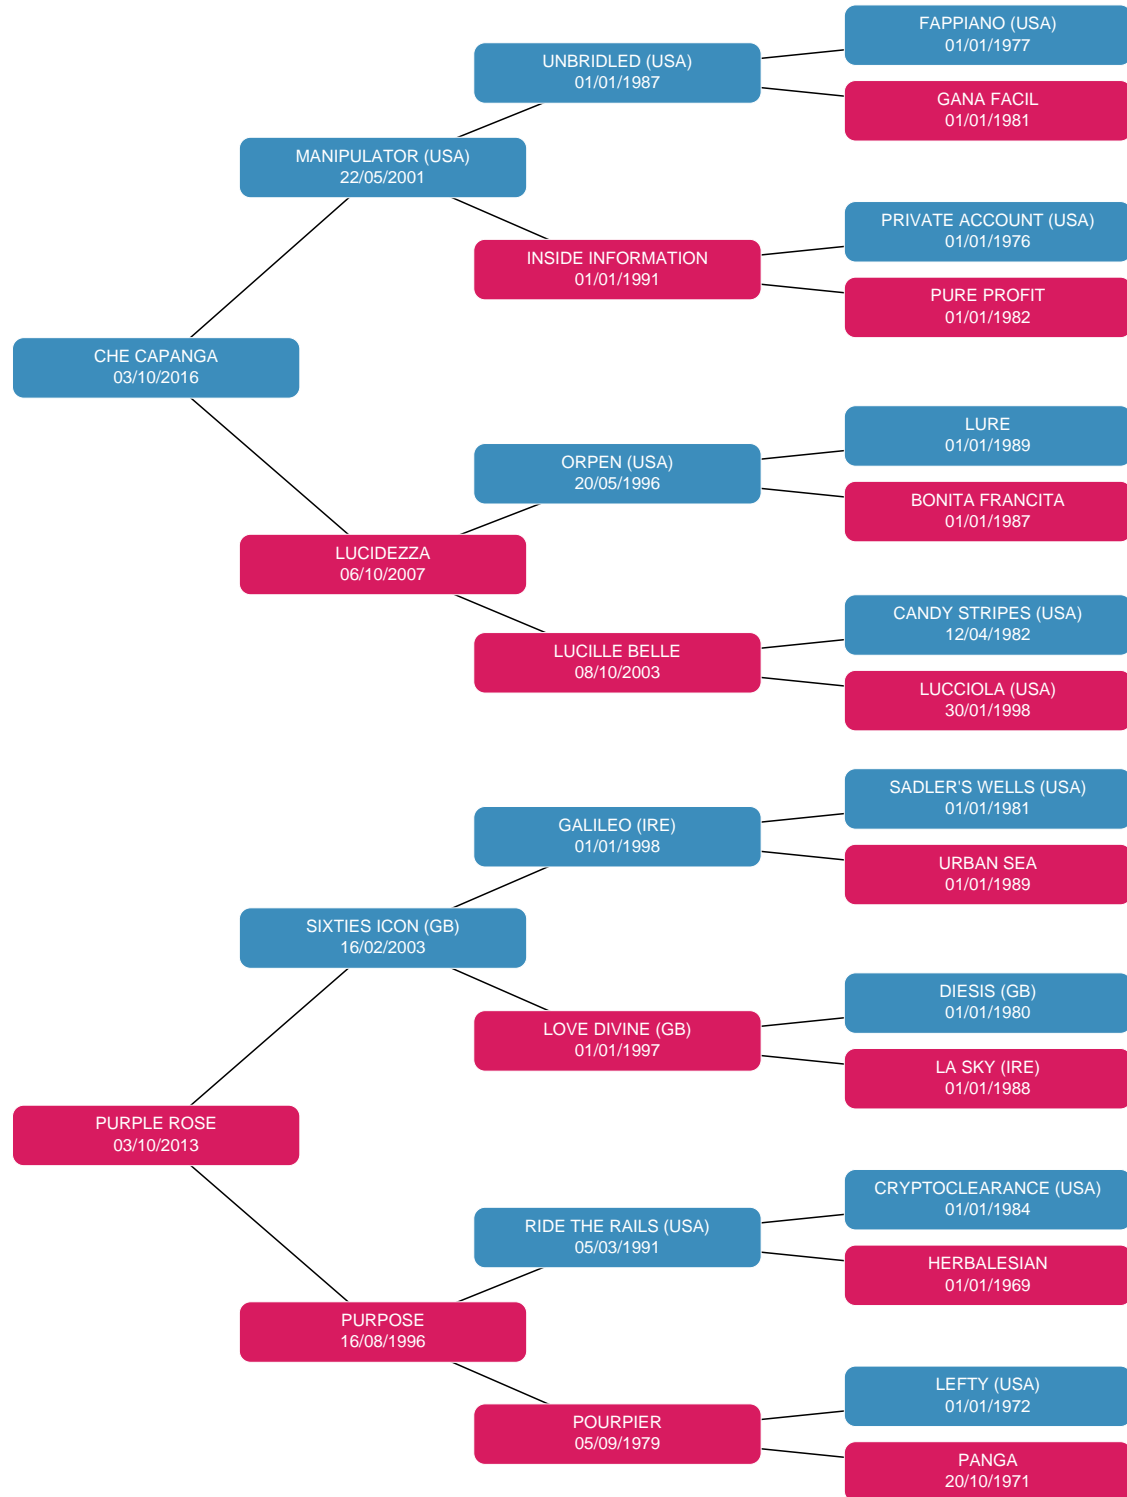 FAPPIANO (USA)
01/01/1977
UNBRIDLED (USA)
01/01/1987
GANA FACIL
01/01/1981
MANIPULATOR (USA)
22/05/2001
PRIVATE ACCOUNT (USA)
01/01/1976
INSIDE INFORMATION
01/01/1991
PURE PROFIT
01/01/1982
CHE CAPANGA
03/10/2016
LURE
01/01/1989
ORPEN (USA)
20/05/1996
BONITA FRANCITA
01/01/1987
LUCIDEZZA
06/10/2007
CANDY STRIPES (USA)
12/04/1982
LUCILLE BELLE
08/10/2003
LUCCIOLA (USA)
30/01/1998
SADLER'S WELLS (USA)
01/01/1981
GALILEO (IRE)
01/01/1998
URBAN SEA
01/01/1989
SIXTIES ICON (GB)
16/02/2003
DIESIS (GB)
01/01/1980
LOVE DIVINE (GB)
01/01/1997
LA SKY (IRE)
01/01/1988
PURPLE ROSE
03/10/2013
CRYPTOCLEARANCE (USA)
01/01/1984
RIDE THE RAILS (USA)
05/03/1991
HERBALESIAN
01/01/1969
PURPOSE
16/08/1996
LEFTY (USA)
01/01/1972
POURPIER
05/09/1979
PANGA
20/10/1971